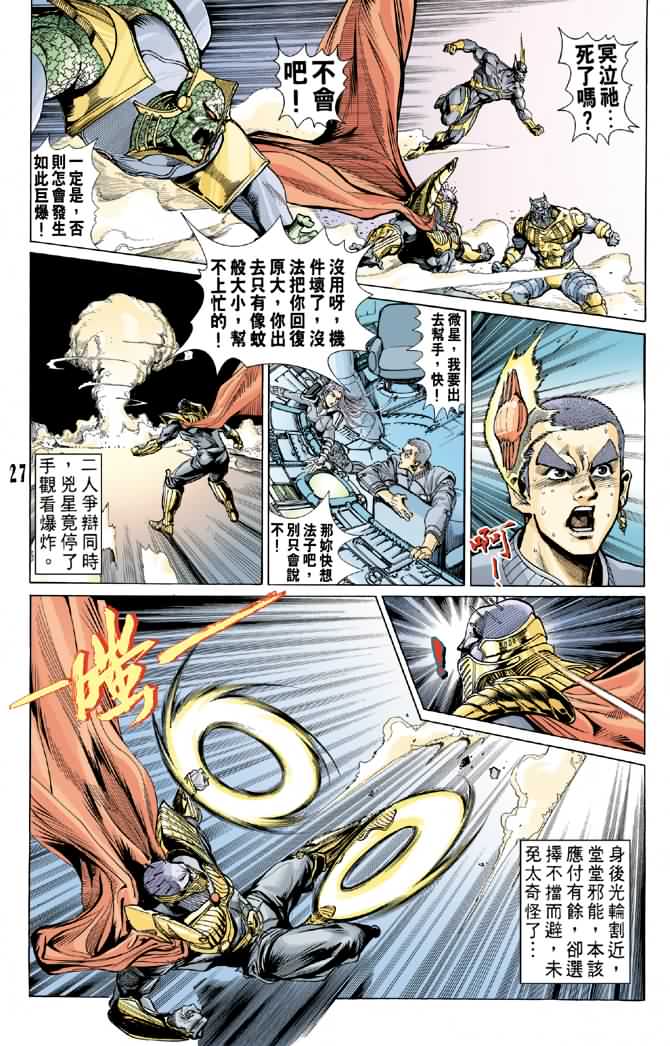 冥泣祂…
死了嗎？
不會
吧！
一定是，否
則怎會發生
如此巨爆！
沒用呀，機
件壞了，沒
法把你回復
原大，你出
去只有像蚊
般大小，幫
不上忙的！
微星，我要出
去幫手，快！
那妳快想
法子吧，
別只會說
不！
啊！
二人爭辯同時
，兇星竟停了
手觀看爆炸。
27
！
嗤
身後光輪割近，
堂堂邪能，本該
應付有餘，卻選
擇不擋而避，未
免太奇怪了…